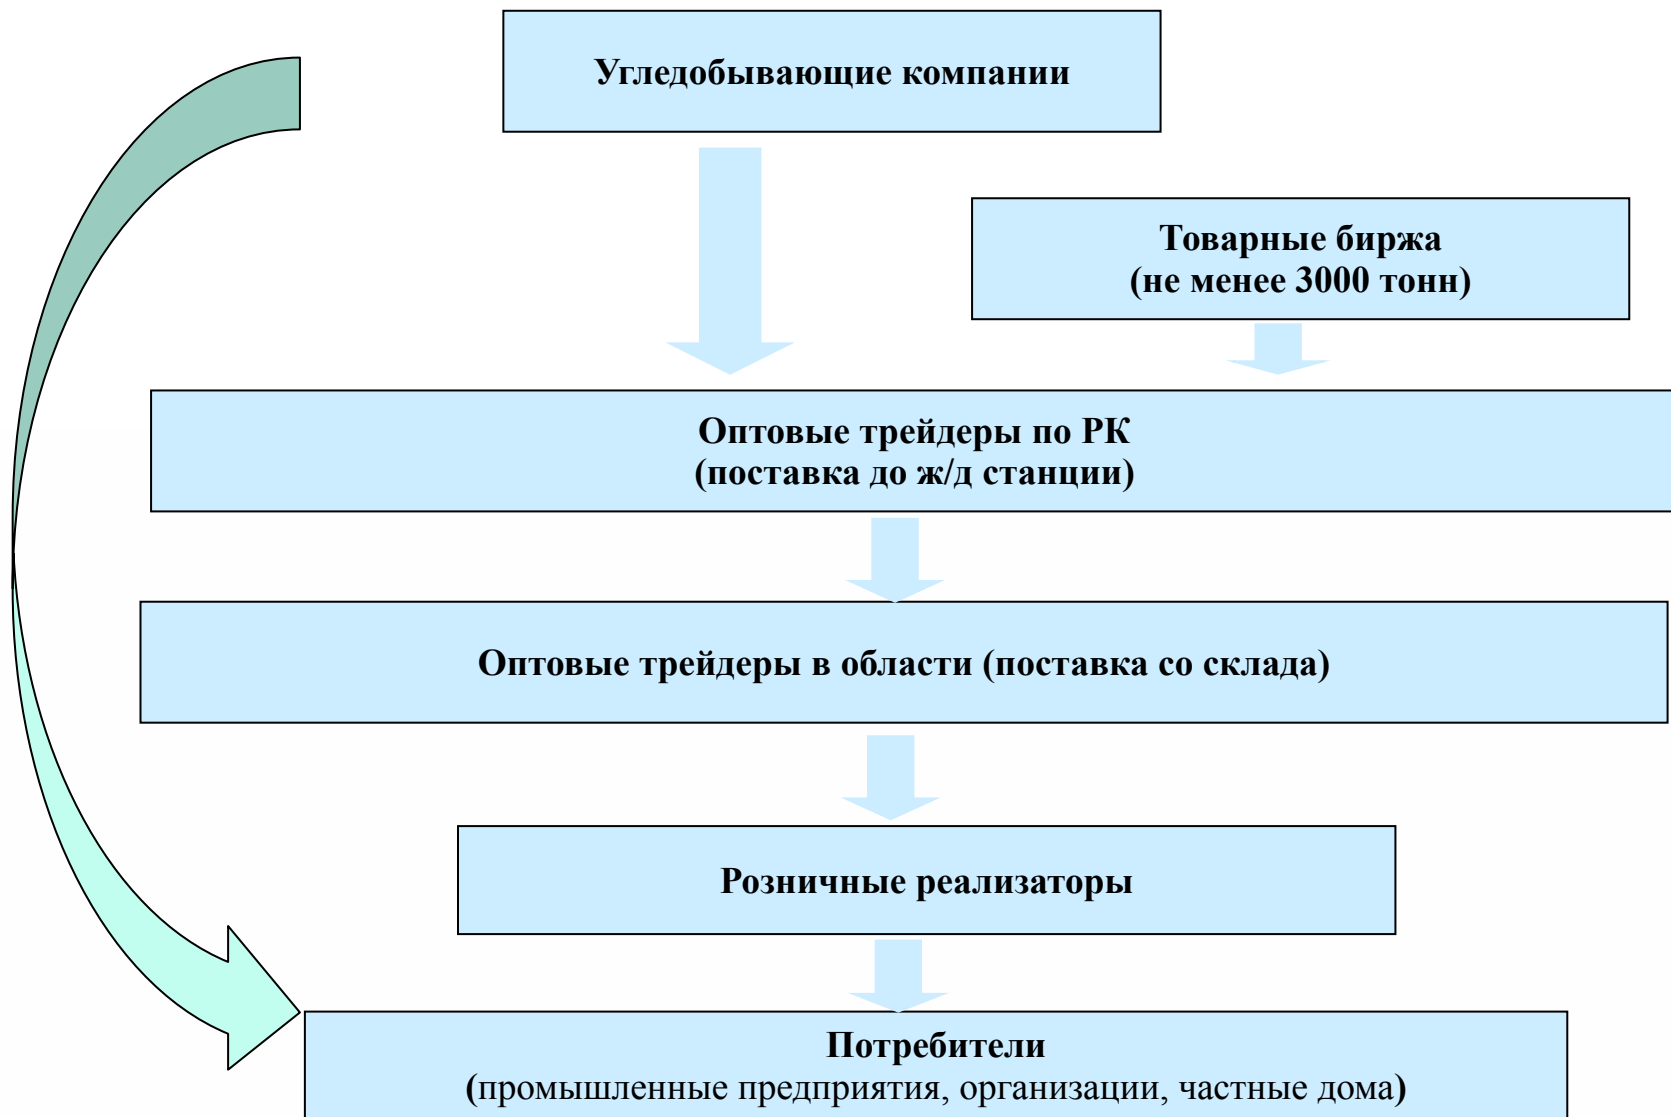 Угледобывающие компании
Товарные биржа
(не менее 3000 тонн)
Оптовые трейдеры по РК
(поставка до ж/д станции)
Оптовые трейдеры в области (поставка со склада)
Розничные реализаторы
Потребители
(промышленные предприятия, организации, частные дома)